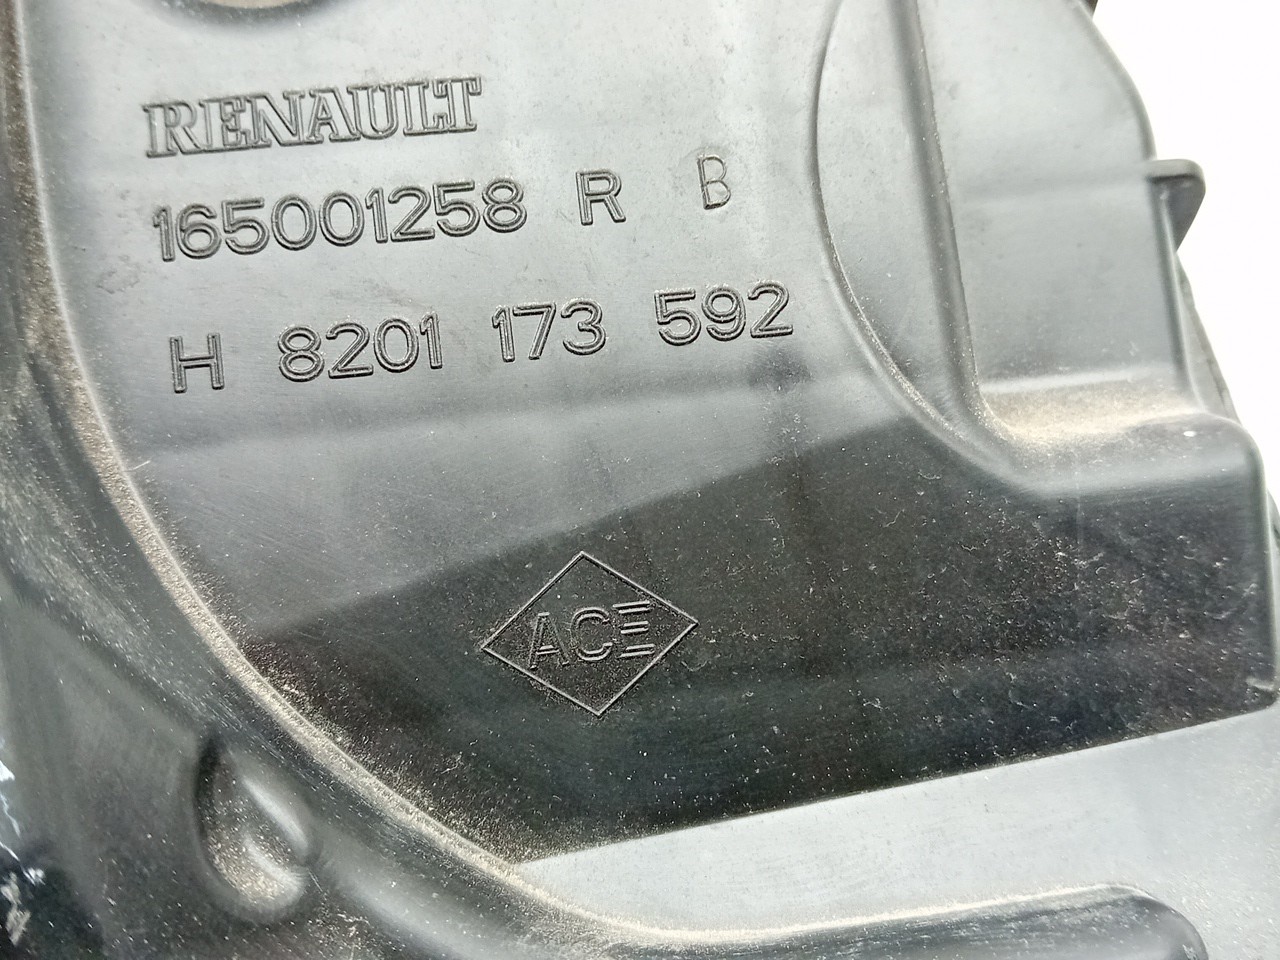 RENAULT
165001258 R B
H 8201 173 592
ACE